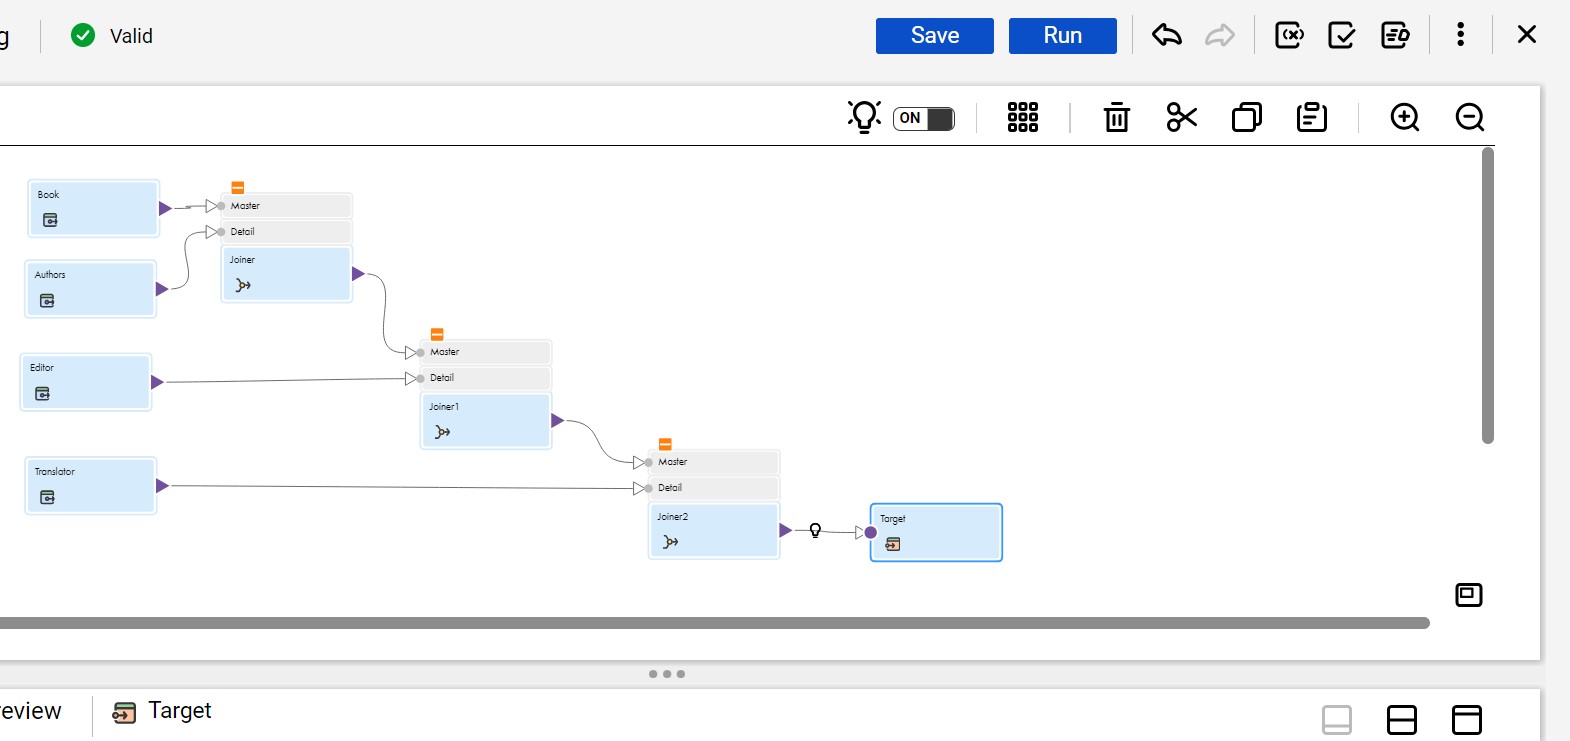 g
Valid
Save
Run
ON
Book
Master
Detail
Authors
Joiner
Master
Editor
Detail
Joiner1
Master
Translator
Detail
Joiner2
Target
eview
Target